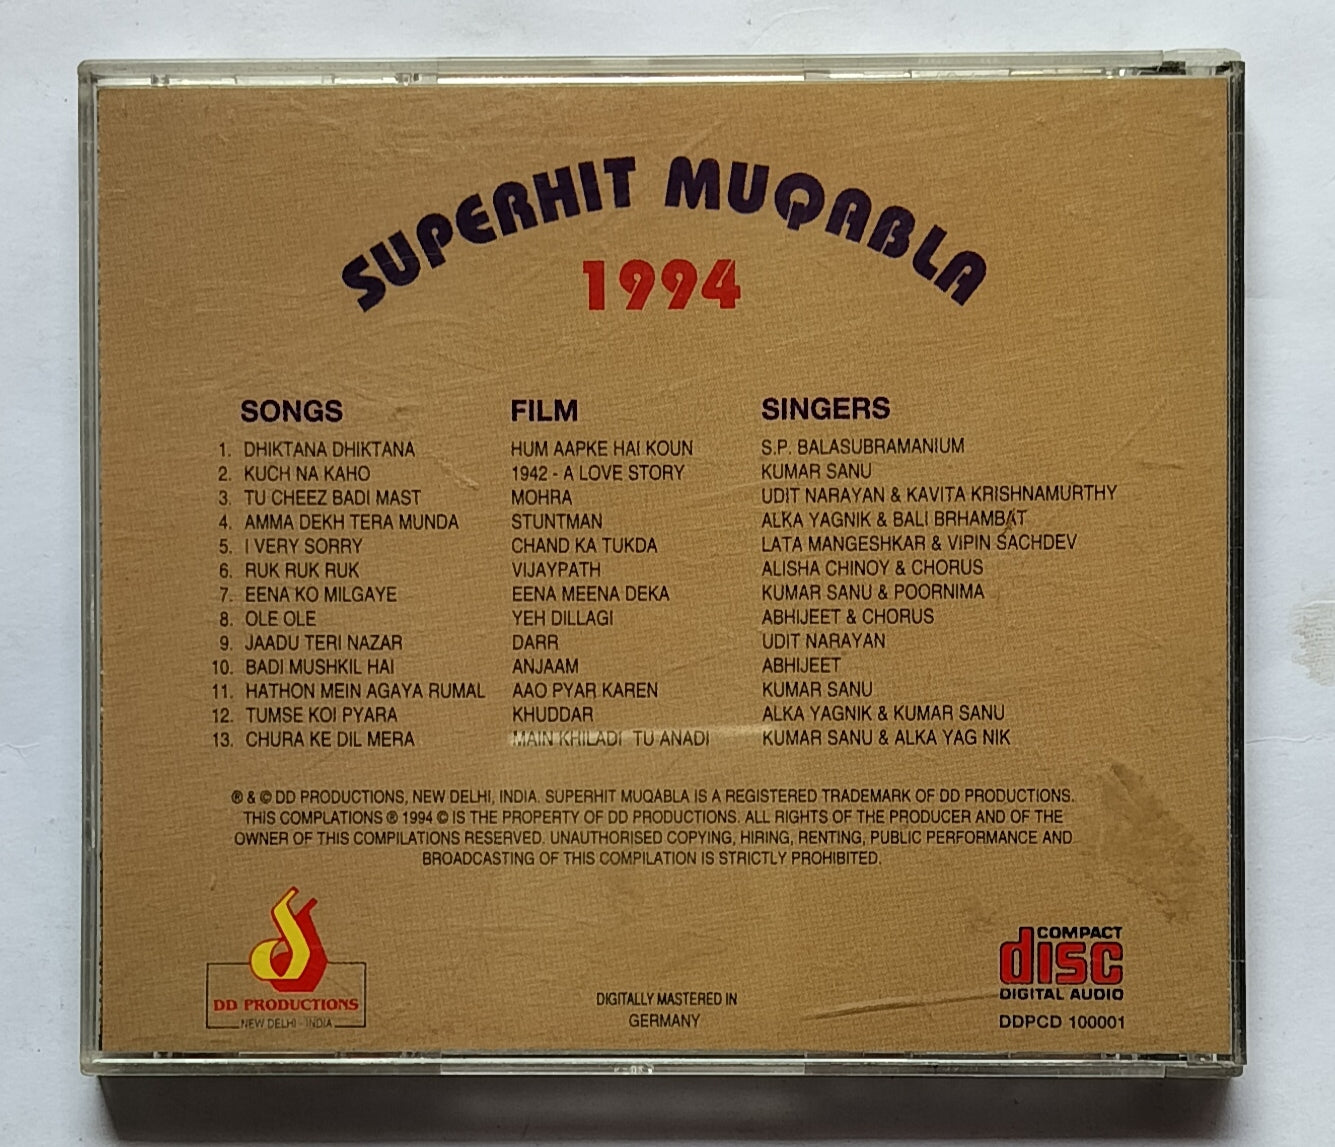 SUPERHIT MUQABLA
1994
SONGS FILM SINGERS
1. DHIKTANA DHIKTANA HUM AAPKE HAI KOUN S.P. BALASUBRAMANIUM
2. KUCH NA KAHO 1942 - A LOVE STORY KUMAR SANU
3. TU CHEEZ BADI MAST MOHRA UDIT NARAYAN & KAVITA KRISHNAMURTHY
4. AMMA DEKH TERA MUNDA STUNTMAN ALKA YAGNIK & BALI BRHAMBAT
5. I VERY SORRY CHAND KA TUKDA LATA MANGESHKAR & VIPIN SACHDEV
6. RUK RUK RUK VIJAYPATH ALISHA CHINOY & CHORUS
7. EENA KO MILGAYE EENA MEENA DEKA KUMAR SANU & POORNIMA
8. OLE OLE YEH DILLAGI ABHIJEET & CHORUS
9. JAADU TERI NAZAR DARR UDIT NARAYAN
10. BADI MUSHKIL HAI ANJAAM ABHIJEET
11. HATHON MEIN AGAYA RUMAL AAO PYAR KAREN KUMAR SANU
12. TUMSE KOI PYARA KHUDDAR ALKA YAGNIK & KUMAR SANU
13. CHURA KE DIL MERA MAIN KHILADI TU ANADI KUMAR SANU & ALKA YAG NIK
® & © DD PRODUCTIONS, NEW DELHI, INDIA. SUPERHIT MUQABLA IS A REGISTERED TRADEMARK OF DD PRODUCTIONS.
THIS COMPLATIONS ® 1994 © IS THE PROPERTY OF DD PRODUCTIONS. ALL RIGHTS OF THE PRODUCER AND OF THE
OWNER OF THIS COMPILATIONS RESERVED. UNAUTHORISED COPYING, HIRING, RENTING, PUBLIC PERFORMANCE AND
BROADCASTING OF THIS COMPILATION IS STRICTLY PROHIBITED.
DD PRODUCTIONS
NEW DELHI - INDIA
DIGITALLY MASTERED IN
GERMANY
COMPACT
disc
DIGITAL AUDIO
DDPCD 100001